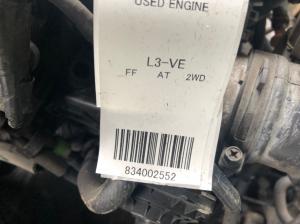 USED ENGINE
L3-VE
FF AT 2WD
834002552